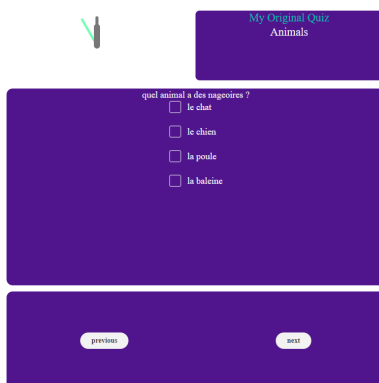 My Original Quiz
Animals
quel animal a des nageoires ?
le chat
le chien
la poule
la baleine
previous
next